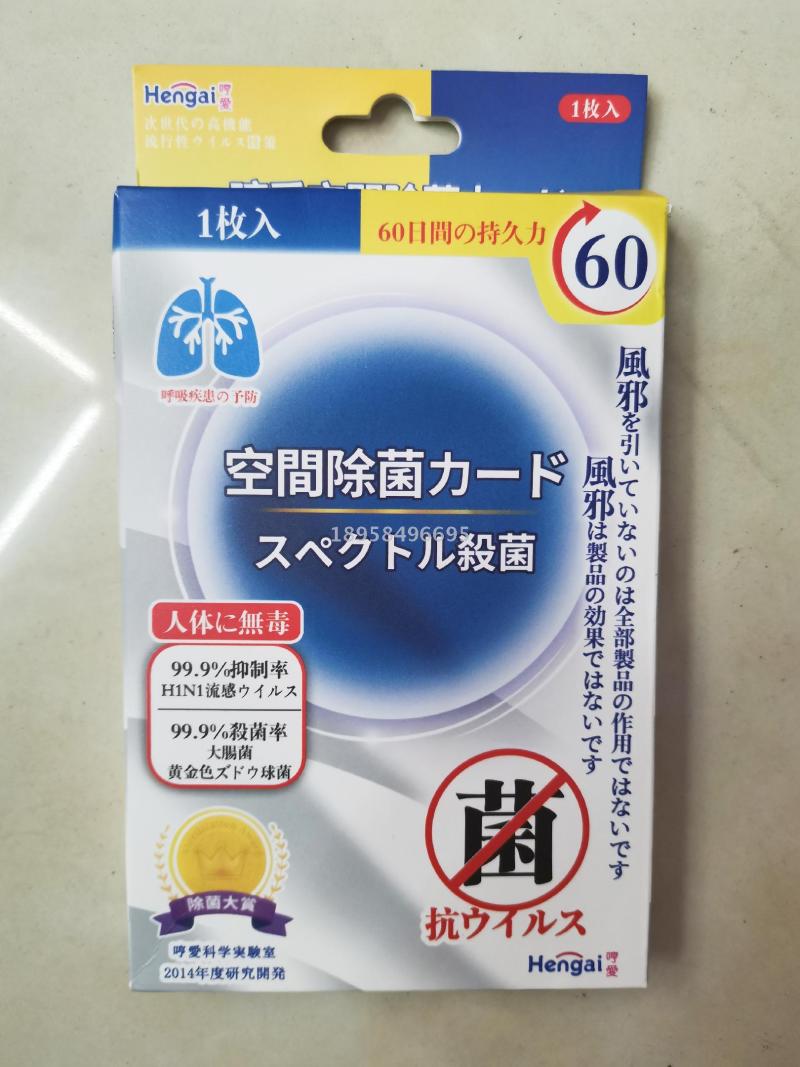 Hengai 哼愛
次世代の高機能
流行性ウイルス對策
1枚入
1枚入
60日間の持久力
60
呼吸疾患の予防
空間除菌カード
18958496695
スペクトル殺菌
風邪を引いていないのは全部製品の作用ではないです
風邪は製品の効果ではないです
人体に無毒
99.9%抑制率
H1N1流感ウイルス
99.9%殺菌率
大腸菌
黄金色ズドウ球菌
除菌大賞
哼愛科学実験室
2014年度研究開発
菌
抗ウイルス
Hengai 哼愛